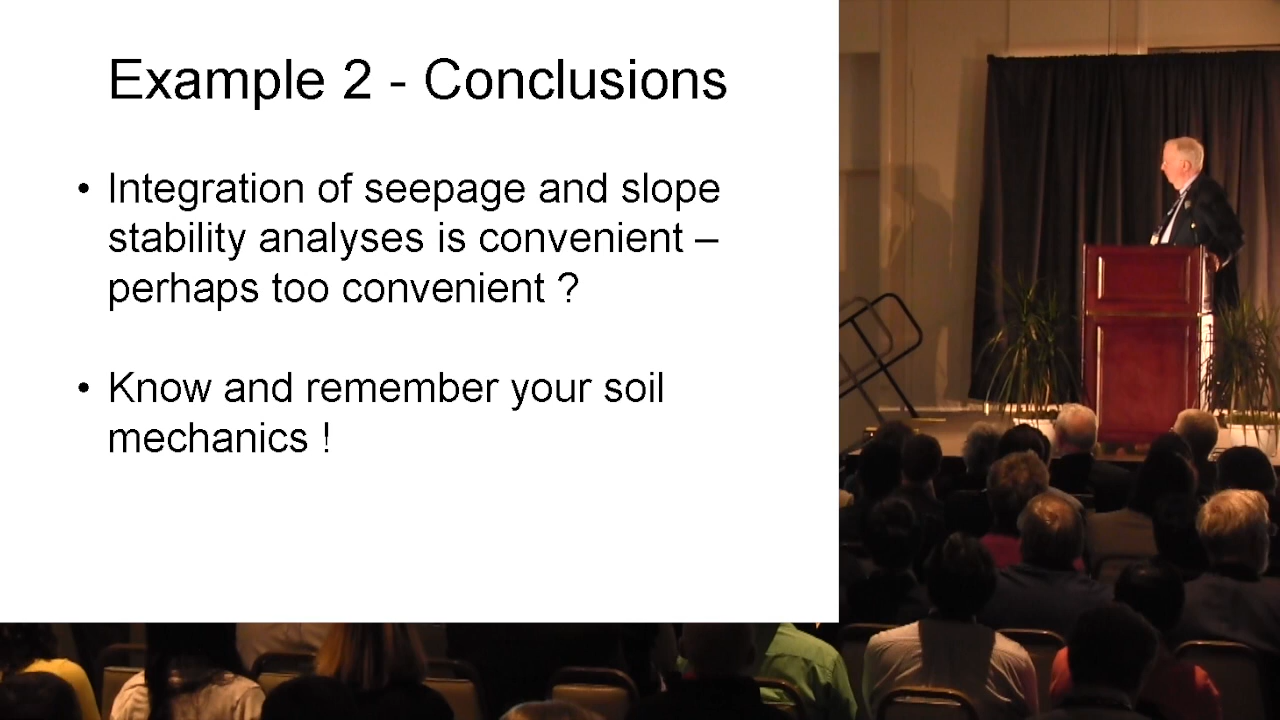 Example 2 - Conclusions
• Integration of seepage and slope
stability analyses is convenient –
perhaps too convenient ?
• Know and remember your soil
mechanics !